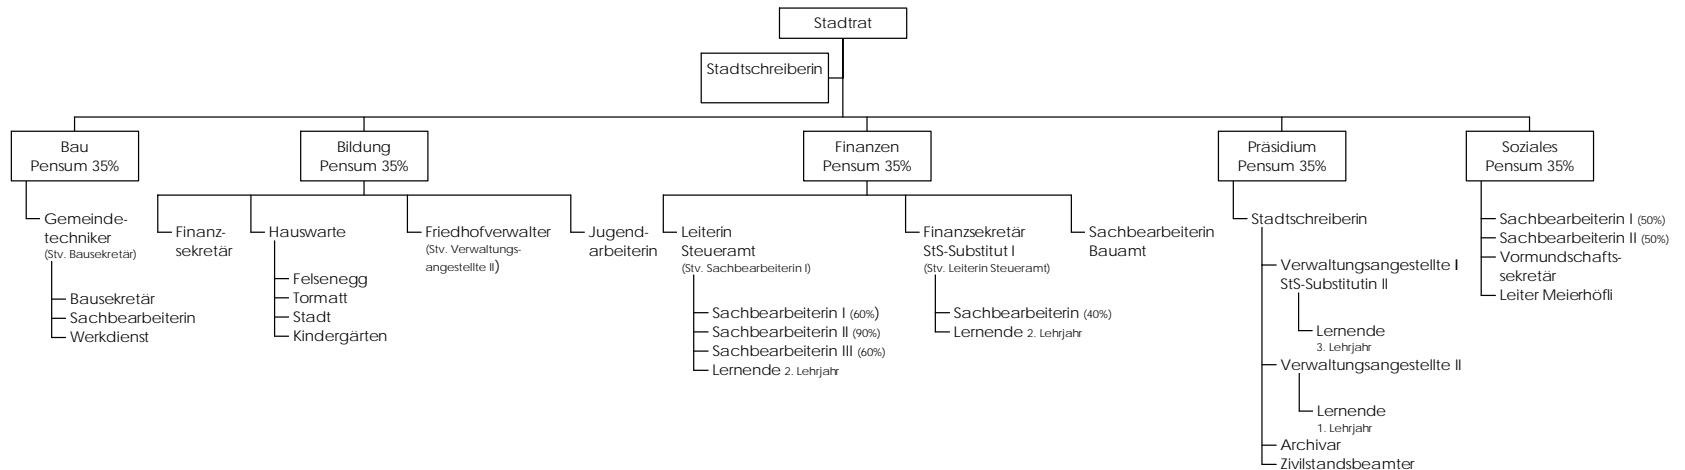 Stadtrat
Stadtschreiberin
Bau
Pensum 35%
Gemeinde-
techniker
(Stv. Bausekretär)
Bausekretär
Sachbearbeiterin
Werkdienst
Bildung
Pensum 35%
Finanz-
sekretär
Hauswarte
Felsenegg
Tormatt
Stadt
Kindergärten
Friedhofverwalter
(Stv. Verwaltungs-
angestellte II)
Jugend-
arbeiterin
Finanzen
Pensum 35%
Leiterin
Steueramt
(Stv. Sachbearbeiterin I)
Sachbearbeiterin I (60%)
Sachbearbeiterin II (90%)
Sachbearbeiterin III (60%)
Lernende 2. Lehrjahr
Finanzsekretär
StS-Substitut I
(Stv. Leiterin Steueramt)
Sachbearbeiterin (40%)
Lernende 2. Lehrjahr
Sachbearbeiterin
Bauamt
Präsidium
Pensum 35%
Stadtschreiberin
Verwaltungsangestellte I
StS-Substitutin II
Lernende
3. Lehrjahr
Verwaltungsangestellte II
Lernende
1. Lehrjahr
Archivar
Zivilstandsbeamter
Soziales
Pensum 35%
Sachbearbeiterin I (50%)
Sachbearbeiterin II (50%)
Vormundschafts-
sekretär
Leiter Meierhöfli